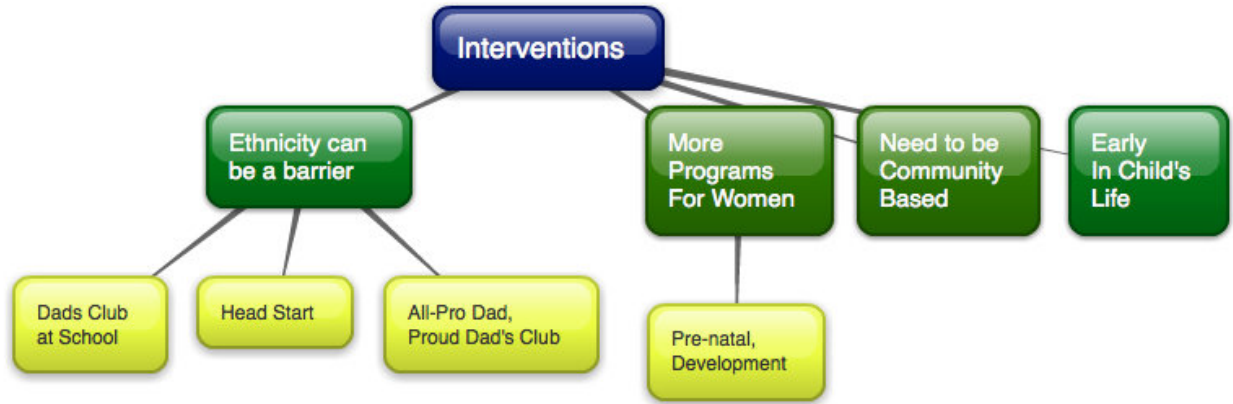 Interventions
Ethnicity can
be a barrier
More
Programs
For Women
Need to be
Community
Based
Early
In Child's
Life
Dads Club
at School
Head Start
All-Pro Dad,
Proud Dad's Club
Pre-natal,
Development